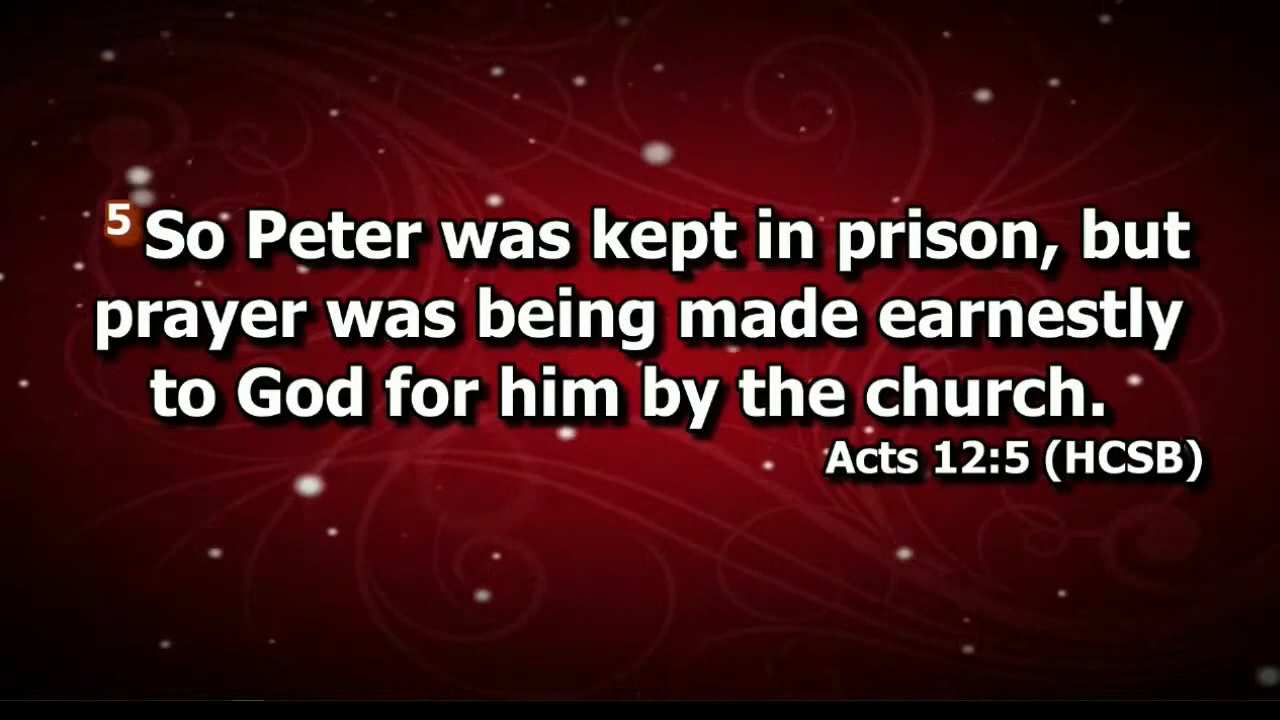 5 So Peter was kept in prison, but
prayer was being made earnestly
to God for him by the church.
Acts 12:5 (HCSB)